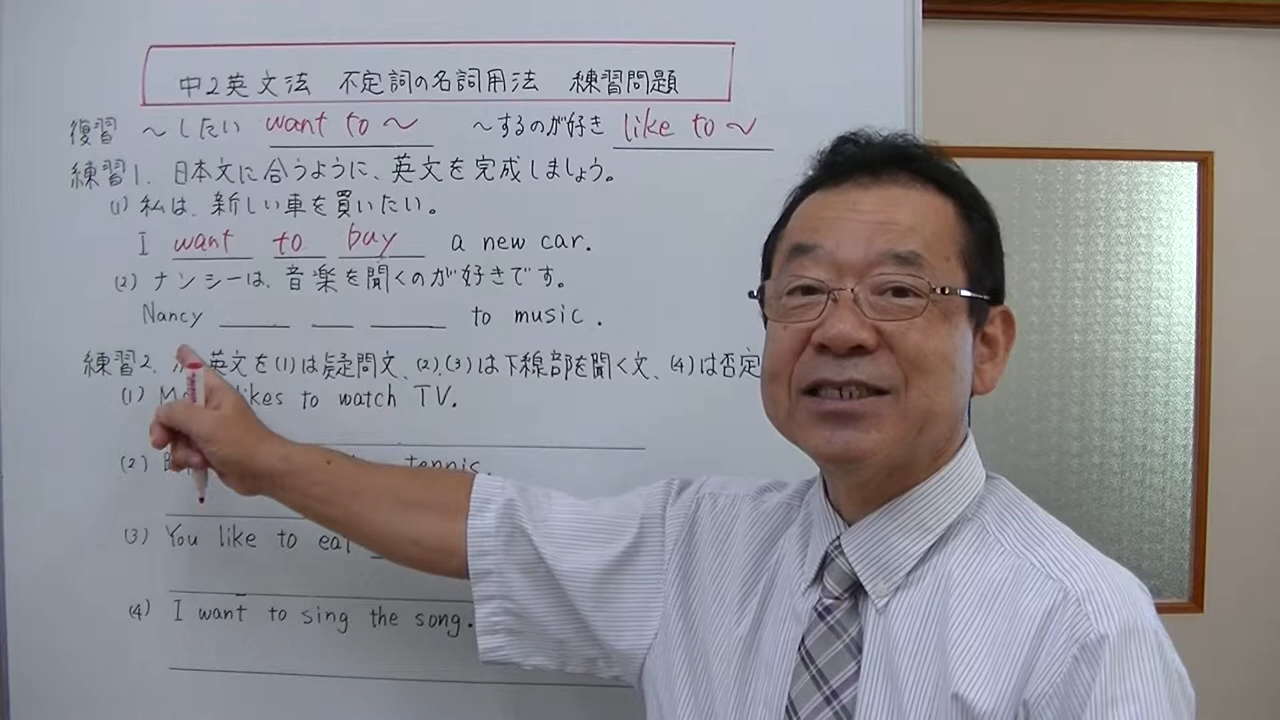 中2英文法 不定詞の名詞用法 練習問題
復習 ~したい want to ~ ~するのが好き like to ~
練習1. 日本文に合うように、英文を完成しましょう。
(1) 私は、新しい車を買いたい。
I want to buy a new car.
(2) ナンシーは、音楽を聞くのが好きです。
Nancy ___ ___ ___ to music.
練習2. 英文を(1)は疑問文、(2),(3)は下線部を聞く文、(4)は否定
(1) likes to watch TV.
(2) tennis.
(3) You like to eat
(4) I want to sing the song.